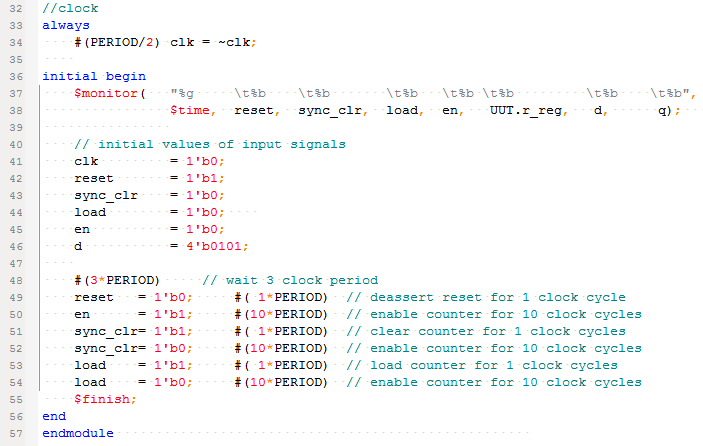 32 //clock
33 always
34 #(PERIOD/2) clk = ~clk;
35
36 initial begin
37 $monitor( "%g \t%b \t%b \t%b \t%b \t%b \t%b \t%b",
38 $time, reset, sync_clr, load, en, UUT.r_reg, d, q);
39
40 // initial values of input signals
41 clk = 1'b0;
42 reset = 1'b1;
43 sync_clr = 1'b0;
44 load = 1'b0;
45 en = 1'b0;
46 d = 4'b0101;
47
48 #(3*PERIOD) // wait 3 clock period
49 reset = 1'b0; #( 1*PERIOD) // deassert reset for 1 clock cycle
50 en = 1'b1; #(10*PERIOD) // enable counter for 10 clock cycles
51 sync_clr= 1'b1; #( 1*PERIOD) // clear counter for 1 clock cycles
52 sync_clr= 1'b0; #(10*PERIOD) // enable counter for 10 clock cycles
53 load = 1'b1; #( 1*PERIOD) // load counter for 1 clock cycles
54 load = 1'b0; #(10*PERIOD) // enable counter for 10 clock cycles
55 $finish;
56 end
57 endmodule